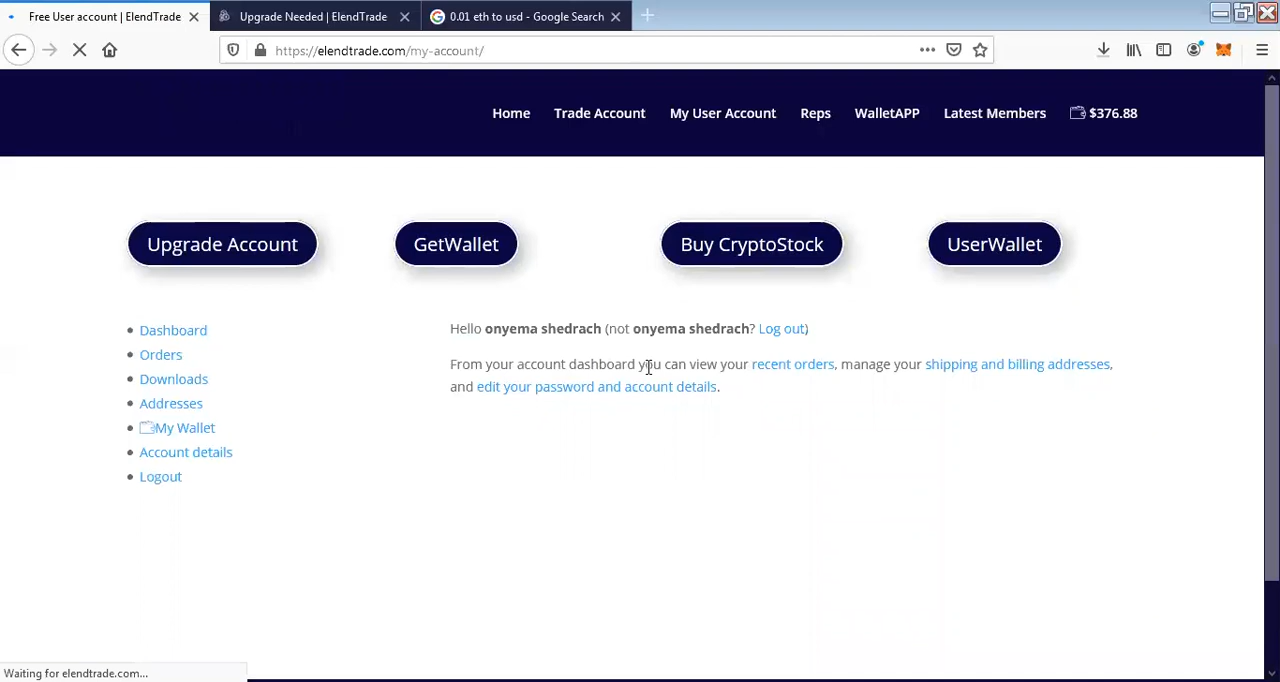 Free User account | ElendTrade
Upgrade Needed | ElendTrade
0.01 eth to usd - Google Search
https://elendtrade.com/my-account/
Home Trade Account My User Account Reps WalletAPP Latest Members $376.88
Upgrade Account GetWallet Buy CryptoStock UserWallet
Dashboard
Orders
Downloads
Addresses
My Wallet
Account details
Logout
Hello onyema shedrach (not onyema shedrach? Log out)
From your account dashboard you can view your recent orders, manage your shipping and billing addresses,
and edit your password and account details.
Waiting for elendtrade.com...